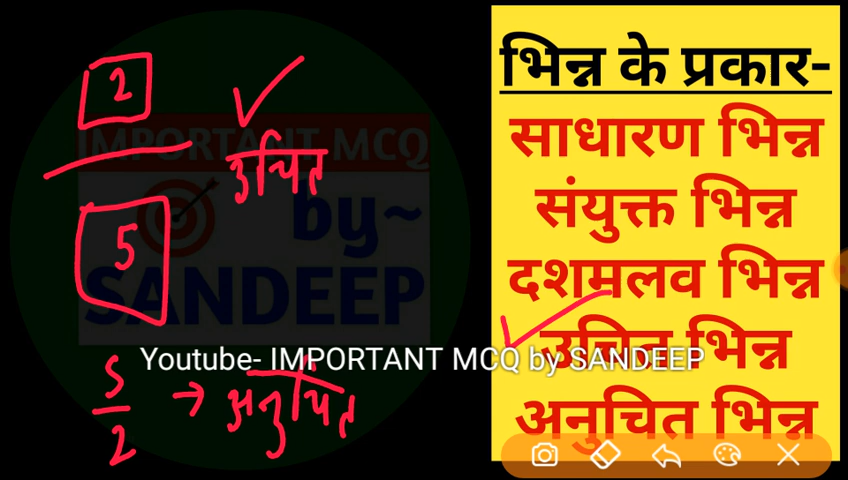 2
5
उचित
5
2
→ अनुचित
IMPORTANT MCQ
by~
SANDEEP
Youtube- IMPORTANT MCQ by SANDEEP
भिन्न के प्रकार-
साधारण भिन्न
संयुक्त भिन्न
दशमलव भिन्न
उचित भिन्न
अनुचित भिन्न